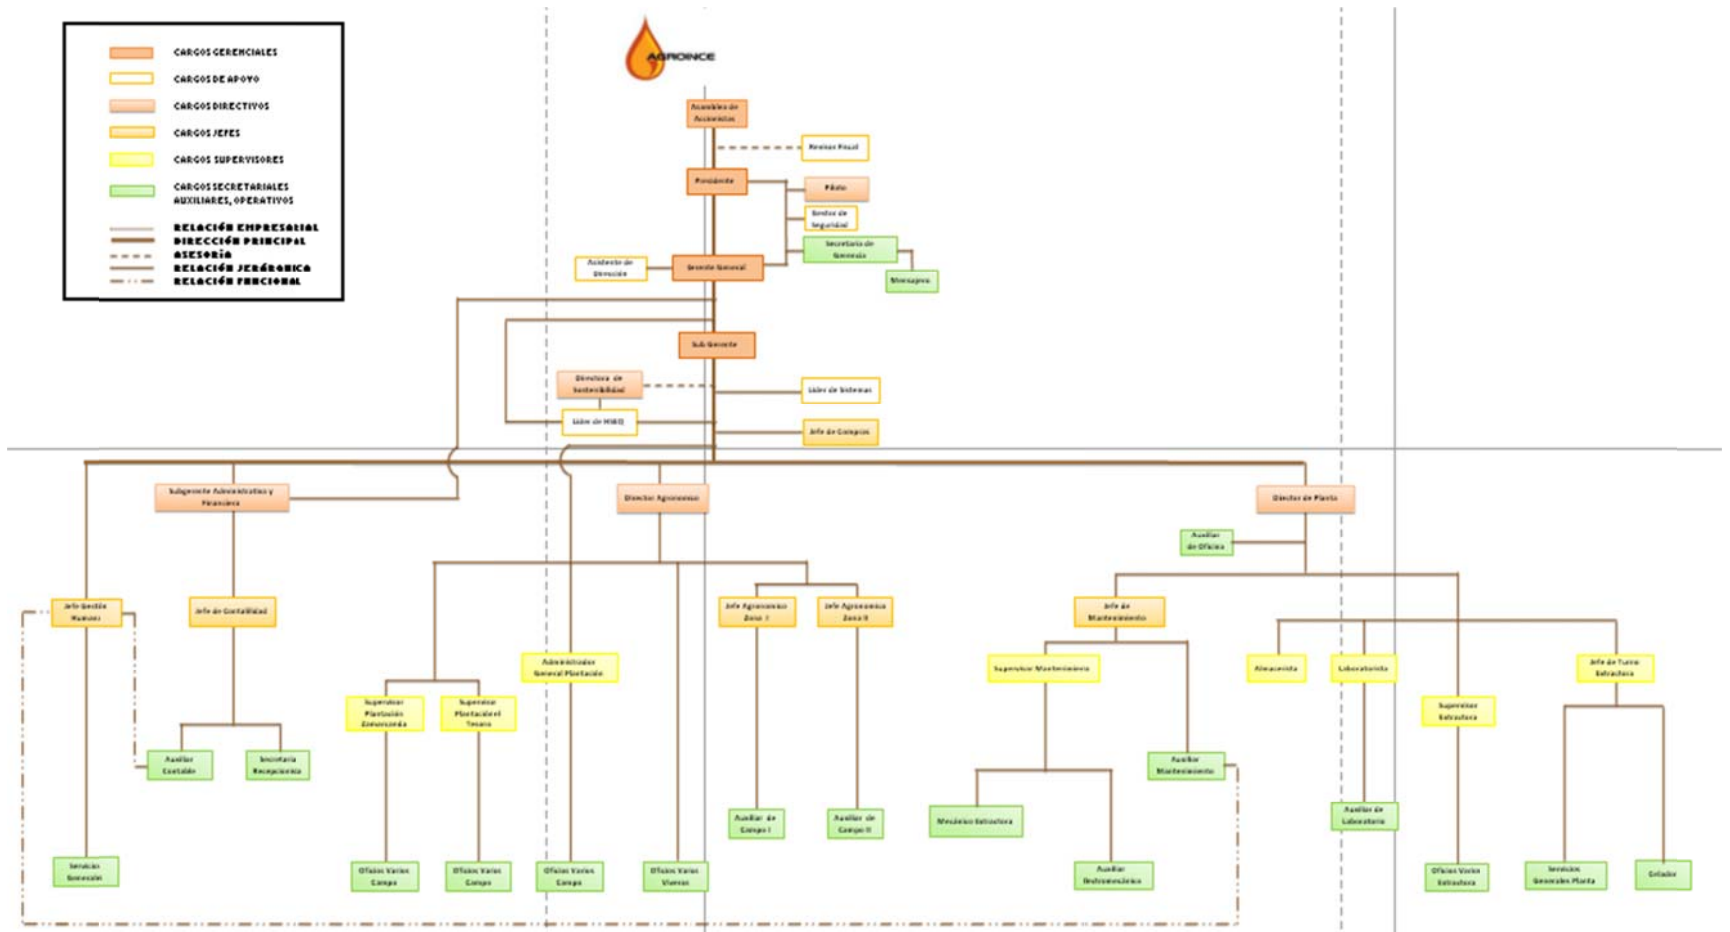 CARGOS GERENCIALES
CARGOS DE APOYO
CARGOS DIRECTIVOS
CARGOS JEFES
CARGOS SUPERVISORES
CARGOS SECRETARIALES
AUXILIARES, OPERATIVOS
RELACIÓN EMPRESARIAL
DIRECCIÓN PRINCIPAL
ASESORÍA
RELACIÓN JERÁRQUICA
RELACIÓN FUNCIONAL
AGROINCE
Asamblea de
Accionistas
Revisor Fiscal
Presidente
Piloto
Seguridad
Secretaria de
Gerencia
Mensajero
Asistente de
Dirección
Gerente General
Sub Gerente
Directora de
Sostenibilidad
Líder de Sistemas
Líder de HSEQ
Jefe de Compras
Subgerente Administrativa y
Financiera
Director Agronomico
Director de Planta
Auxiliar
de Oficina
Jefe Gestión
Humana
Jefe de Contabilidad
Jefe Agronomico
Zona I
Jefe Agronomico
Zona II
Jefe de
Mantenimiento
Administrador
General Plantación
Supervisor Mantenimiento
Almacenista
Laboratorista
Jefe de Turno
Extractora
Supervisor
Plantación
Supervisor
Plantación el
Tesoro
Supervisor
Extractora
Auxiliar
Contable
Secretaria
Recepcionista
Auxiliar
Mantenimiento
Auxiliar de
Campo I
Auxiliar de
Campo II
Mecánico Extractora
Auxiliar de
Laboratorio
Servicios
Generales
Oficios Varios
Campo
Oficios Varios
Campo
Oficios Varios
Campo
Oficios Varios
Viveros
Auxiliar
Electromecánico
Oficios Varios
Extractora
Servicios
Generales Planta
Celador